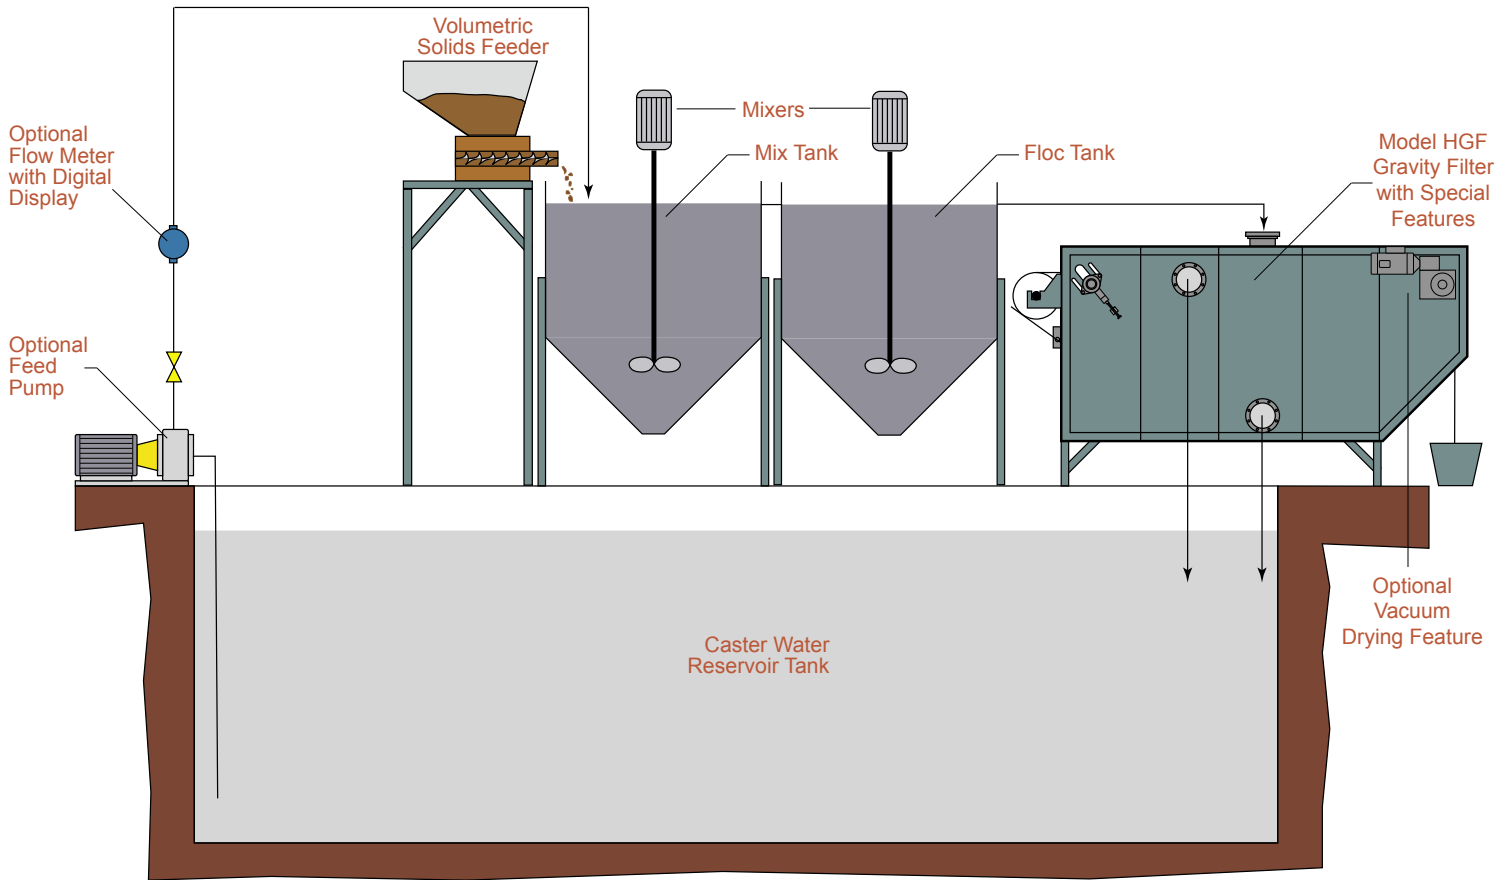 Volumetric
Solids Feeder
Optional
Flow Meter
with Digital
Display
Mixers
Mix Tank
Floc Tank
Model HGF
Gravity Filter
with Special
Features
Optional
Feed
Pump
Optional
Vacuum
Drying Feature
Caster Water
Reservoir Tank